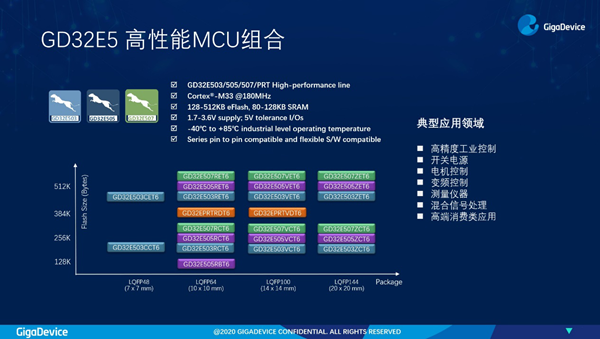 GigaDevice
GD32E5 高性能MCU组合
GD32E503/505/507/PRT High-performance line
Cortex®-M33 @180MHz
128-512KB eFlash, 80-128KB SRAM
1.7-3.6V supply; 5V tolerance I/Os
-40℃ to +85℃ industrial level operating temperature
Series pin to pin compatible and flexible S/W compatible
GD32E503 GD32E505 GD32E507
典型应用领域
高精度工业控制
开关电源
电机控制
变频控制
测量仪器
混合信号处理
高端消费类应用
Flash Size (Bytes)
GD32E507RET6 GD32E507VET6 GD32E507ZET6
512K GD32E505RET6 GD32E505VET6 GD32E505ZET6
GD32E503CET6 GD32E503RET6 GD32E503VET6 GD32E503ZET6
384K GD32EPRTRDT6 GD32EPRTVDT6
GD32E507RCT6 GD32E507VCT6 GD32E507ZCT6
256K GD32E505RCT6 GD32E505VCT6 GD32E505ZCT6
GD32E503CCT6 GD32E503RCT6 GD32E503VCT6 GD32E503ZCT6
128K GD32E505RBT6
LQFP48 LQFP64 LQFP100 LQFP144 Package
(7 x 7 mm) (10 x 10 mm) (14 x 14 mm) (20 x 20 mm)
GigaDevice @2020 GIGADEVICE CONFIDENTIAL. ALL RIGHTS RESERVED